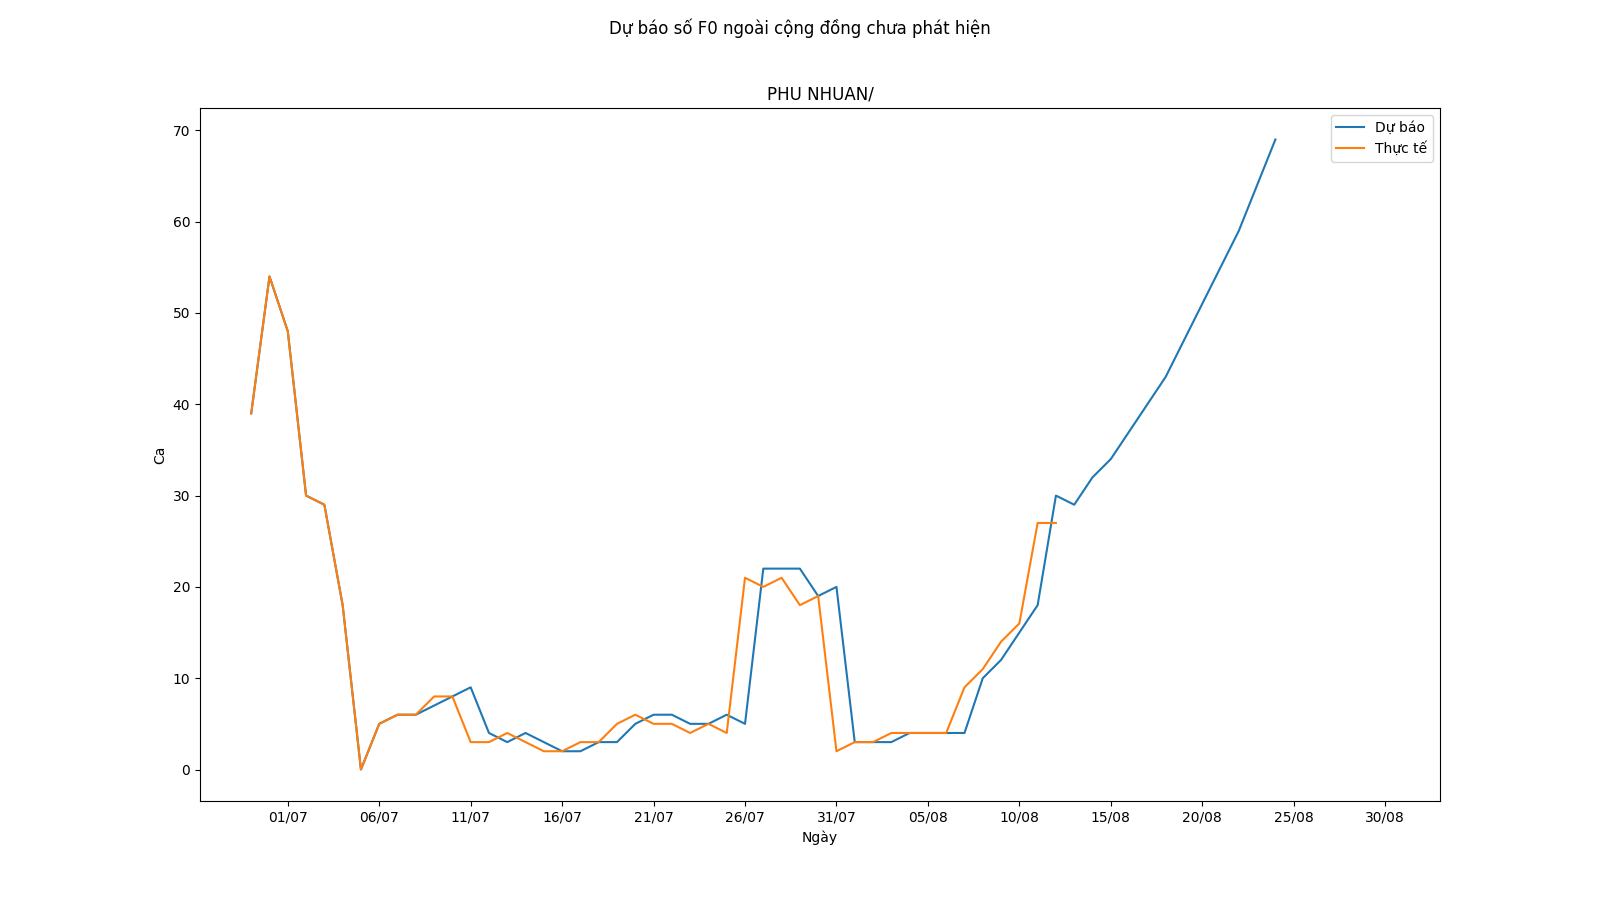 Dự báo số F0 ngoài cộng đồng chưa phát hiện
PHU NHUAN/
Dự báo
Thực tế
70
60
50
40
30
20
10
0
Ca
01/07 06/07 11/07 16/07 21/07 26/07 31/07 05/08 10/08 15/08 20/08 25/08 30/08
Ngày